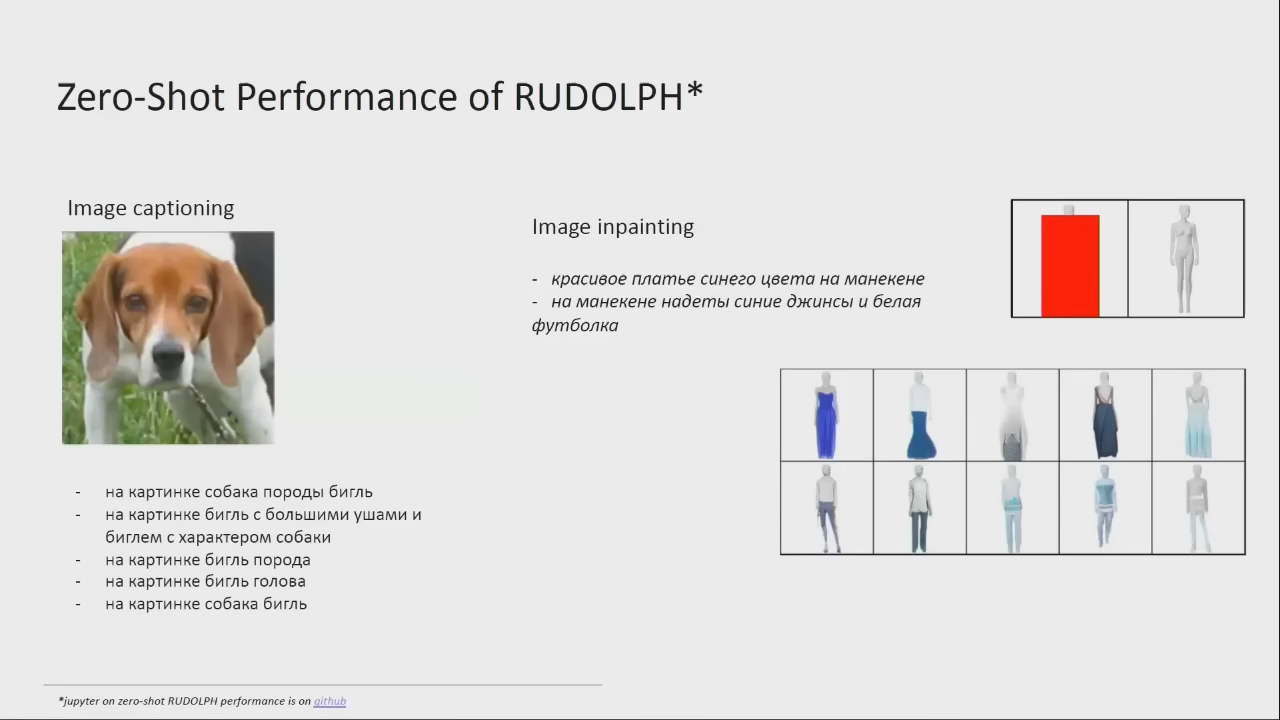 Zero-Shot Performance of RUDOLPH*
Image captioning
- на картинке собака породы бигль
- на картинке бигль с большими ушами и
биглем с характером собаки
- на картинке бигль порода
- на картинке бигль голова
- на картинке собака бигль
Image inpainting
- красивое платье синего цвета на манекене
- на манекене надеты синие джинсы и белая
футболка
*jupyter on zero-shot RUDOLPH performance is on github